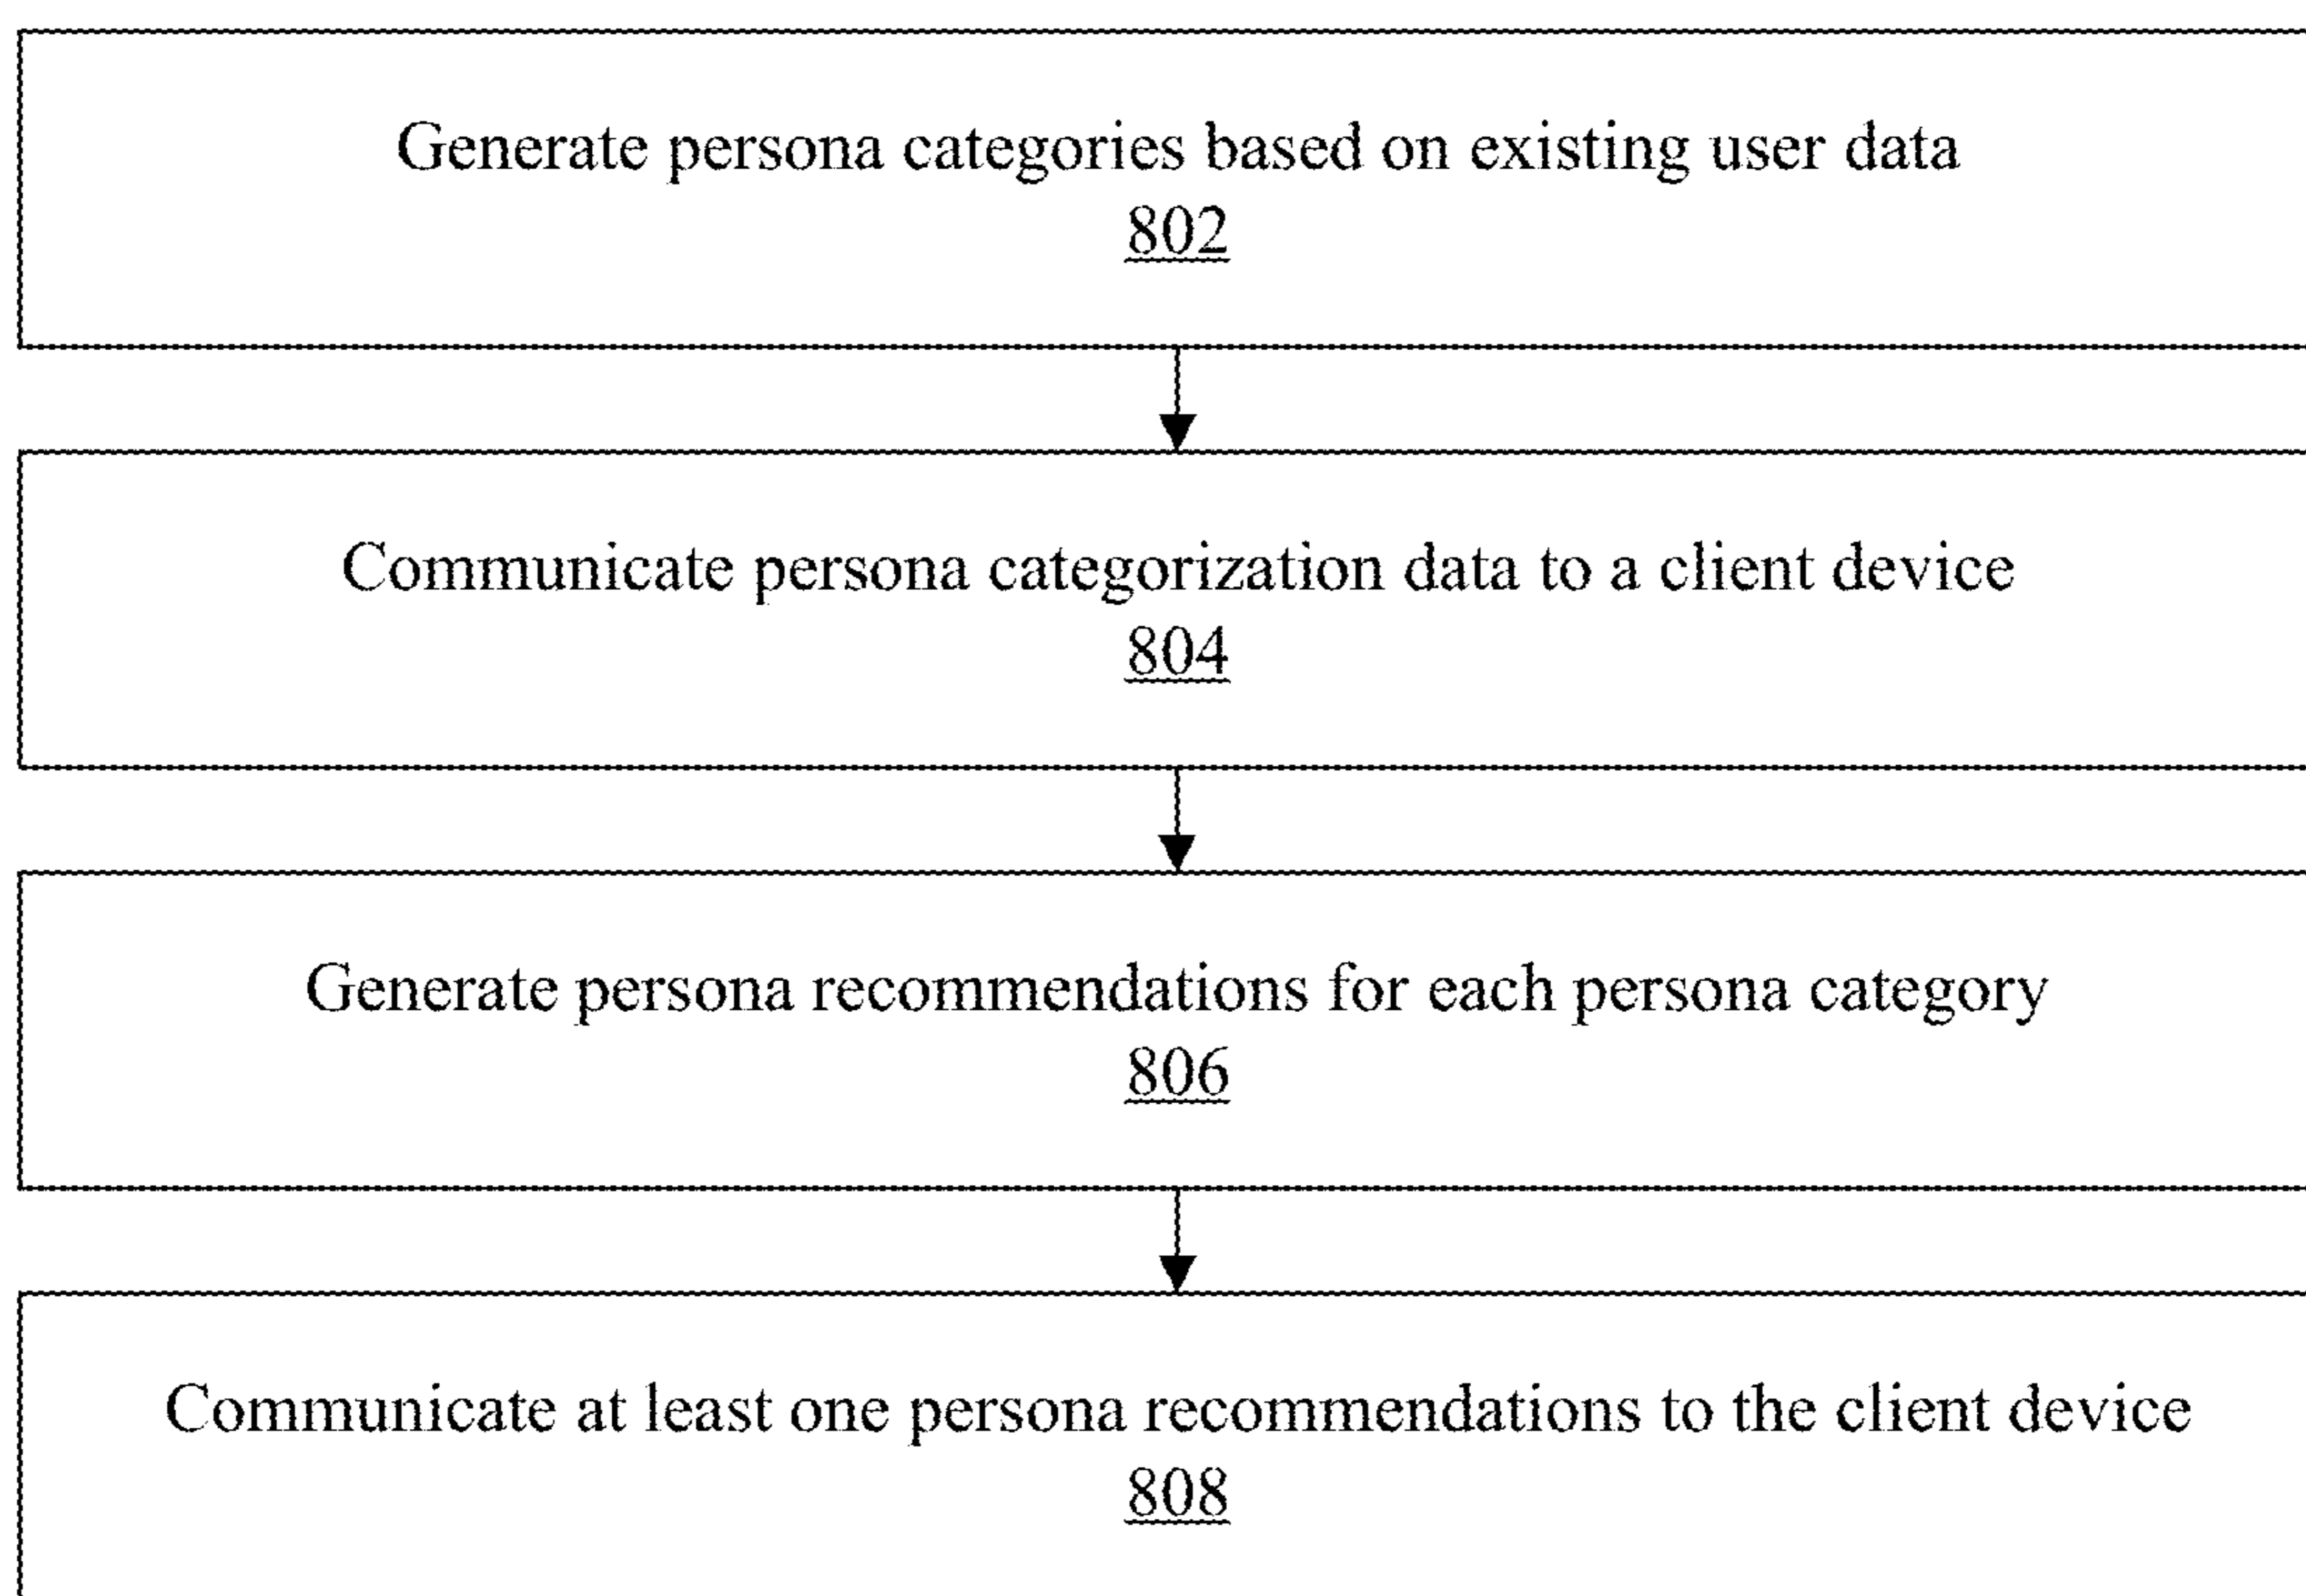 Generate persona categories based on existing user data
802
Communicate persona categorization data to a client device
804
Generate persona recommendations for each persona category
806
Communicate at least one persona recommendations to the client device
808